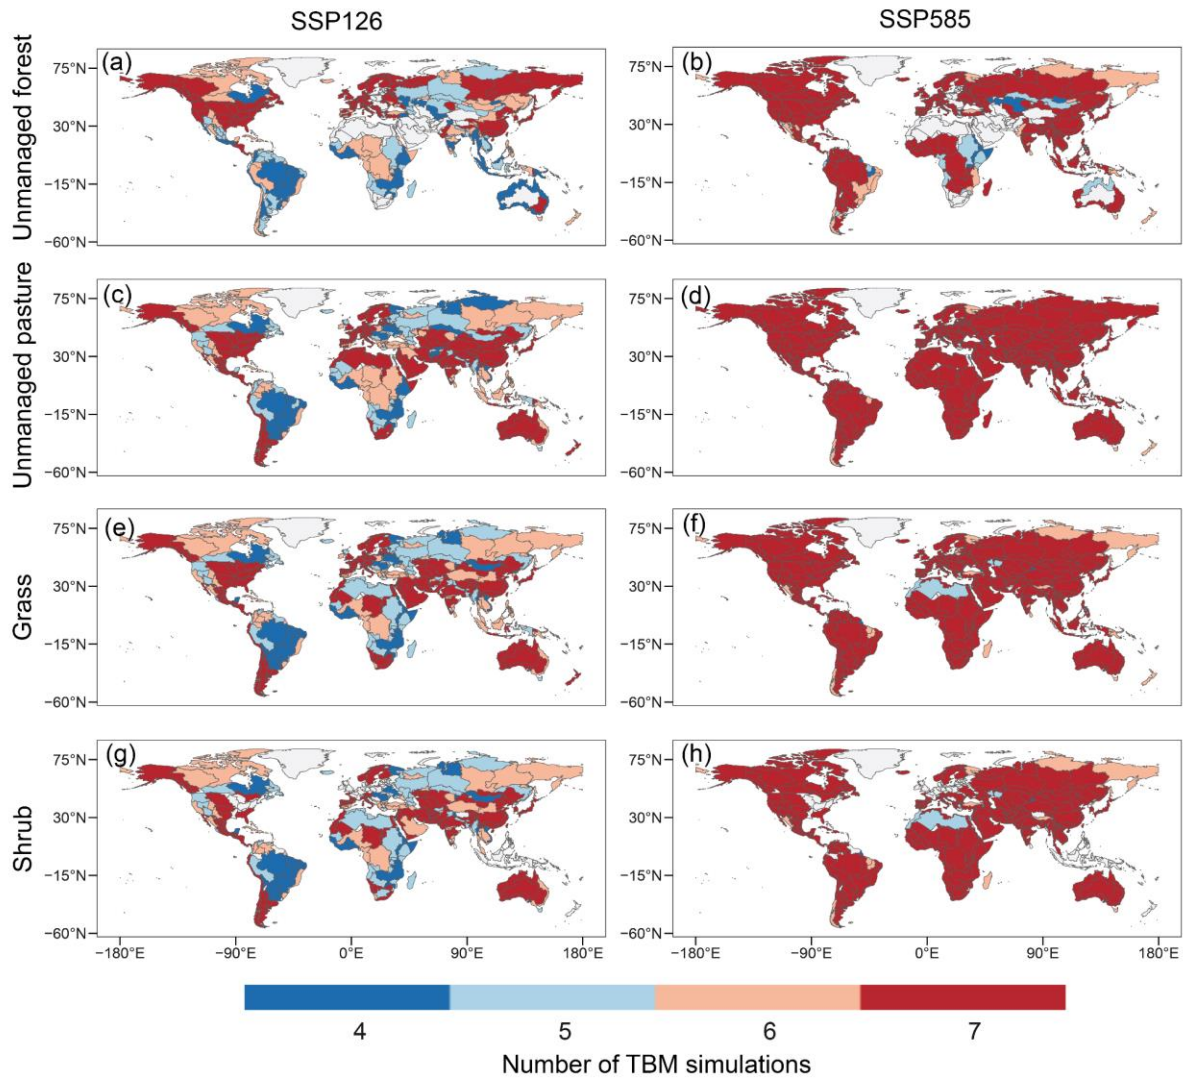 SSP126
SSP585
Unmanaged forest
(a)
75°N
30°N
−15°N
−60°N
(b)
75°N
30°N
−15°N
−60°N
Unmanaged pasture
(c)
75°N
30°N
−15°N
−60°N
(d)
75°N
30°N
−15°N
−60°N
Grass
(e)
75°N
30°N
−15°N
−60°N
(f)
75°N
30°N
−15°N
−60°N
Shrub
(g)
75°N
30°N
−15°N
−60°N
(h)
75°N
30°N
−15°N
−60°N
−180°E −90°E 0°E 90°E 180°E
−180°E −90°E 0°E 90°E 180°E
4 5 6 7
Number of TBM simulations